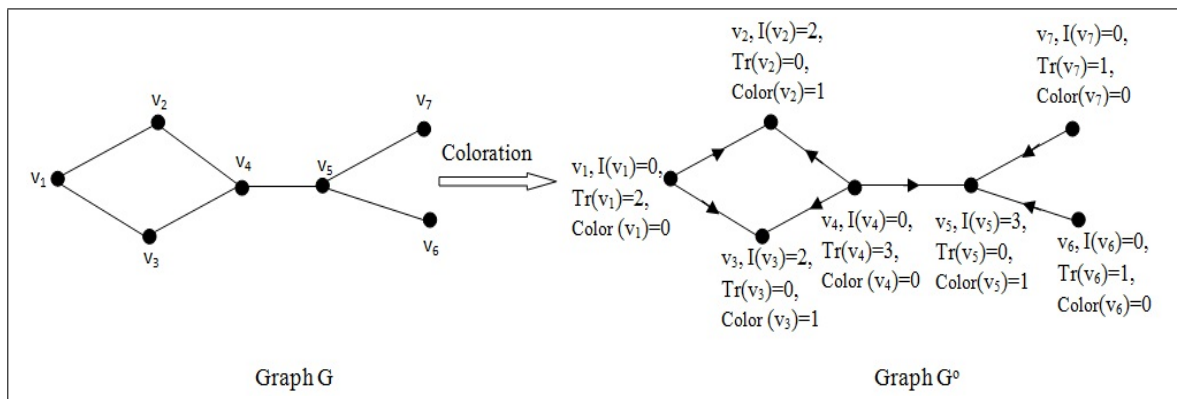 v₂
v₇
v₁
v₄
v₅
v₃
v₆
Graph G
Coloration
v₂, I(v₂)=2,
Tr(v₂)=0,
Color(v₂)=1
v₇, I(v₇)=0,
Tr(v₇)=1,
Color(v₇)=0
v₁, I(v₁)=0,
Tr(v₁)=2,
Color (v₁)=0
v₃, I(v₃)=2,
Tr(v₃)=0,
Color (v₃)=1
v₄, I(v₄)=0,
Tr(v₄)=3,
Color (v₄)=0
v₅, I(v₅)=3,
Tr(v₅)=0,
Color(v₅)=1
v₆, I(v₆)=0,
Tr(v₆)=1,
Color(v₆)=0
Graph Gᵒ